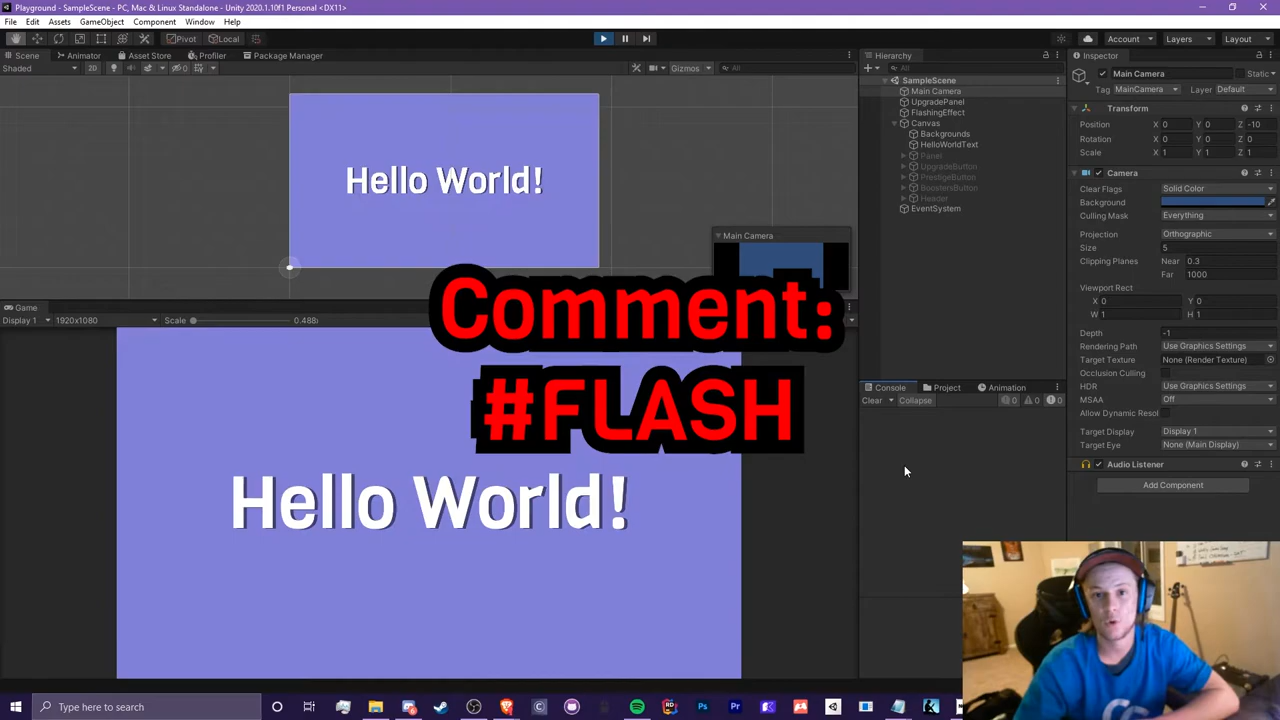 Playground - SampleScene - PC, Mac & Linux Standalone - Unity 2020.1.10f1 Personal <DX11>
File Edit Assets GameObject Component Window Help
Pivot Local Account Layers Layout
Scene Animator Asset Store Profiler Package Manager
Shaded 2D 0 Gizmos All
Hello World!
Main Camera
Game
Display 1 1920x1080 Scale 0.488
Hello World!
Comment:
#FLASH
Hierarchy
All
SampleScene
Main Camera
UpgradePanel
FlashingEffect
Canvas
Backgrounds
HelloWorldText
Panel
UpgradeButton
PrestigeButton
BoostersButton
Header
EventSystem
Console Project Animation
Clear Collapse 0 0 0
Inspector
Main Camera Static
Tag MainCamera Layer Default
Transform
Position X 0 Y 0 Z -10
Rotation X 0 Y 0 Z 0
Scale X 1 Y 1 Z 1
Camera
Clear Flags Solid Color
Background
Culling Mask Everything
Projection Orthographic
Size 5
Clipping Planes Near 0.3
Far 1000
Viewport Rect
X 0 Y 0
W 1 H 1
Depth -1
Rendering Path Use Graphics Settings
Target Texture None (Render Texture)
Occlusion Culling
HDR Use Graphics Settings
MSAA Off
Allow Dynamic Resol
Target Display Display 1
Target Eye None (Main Display)
Audio Listener
Add Component
Type here to search